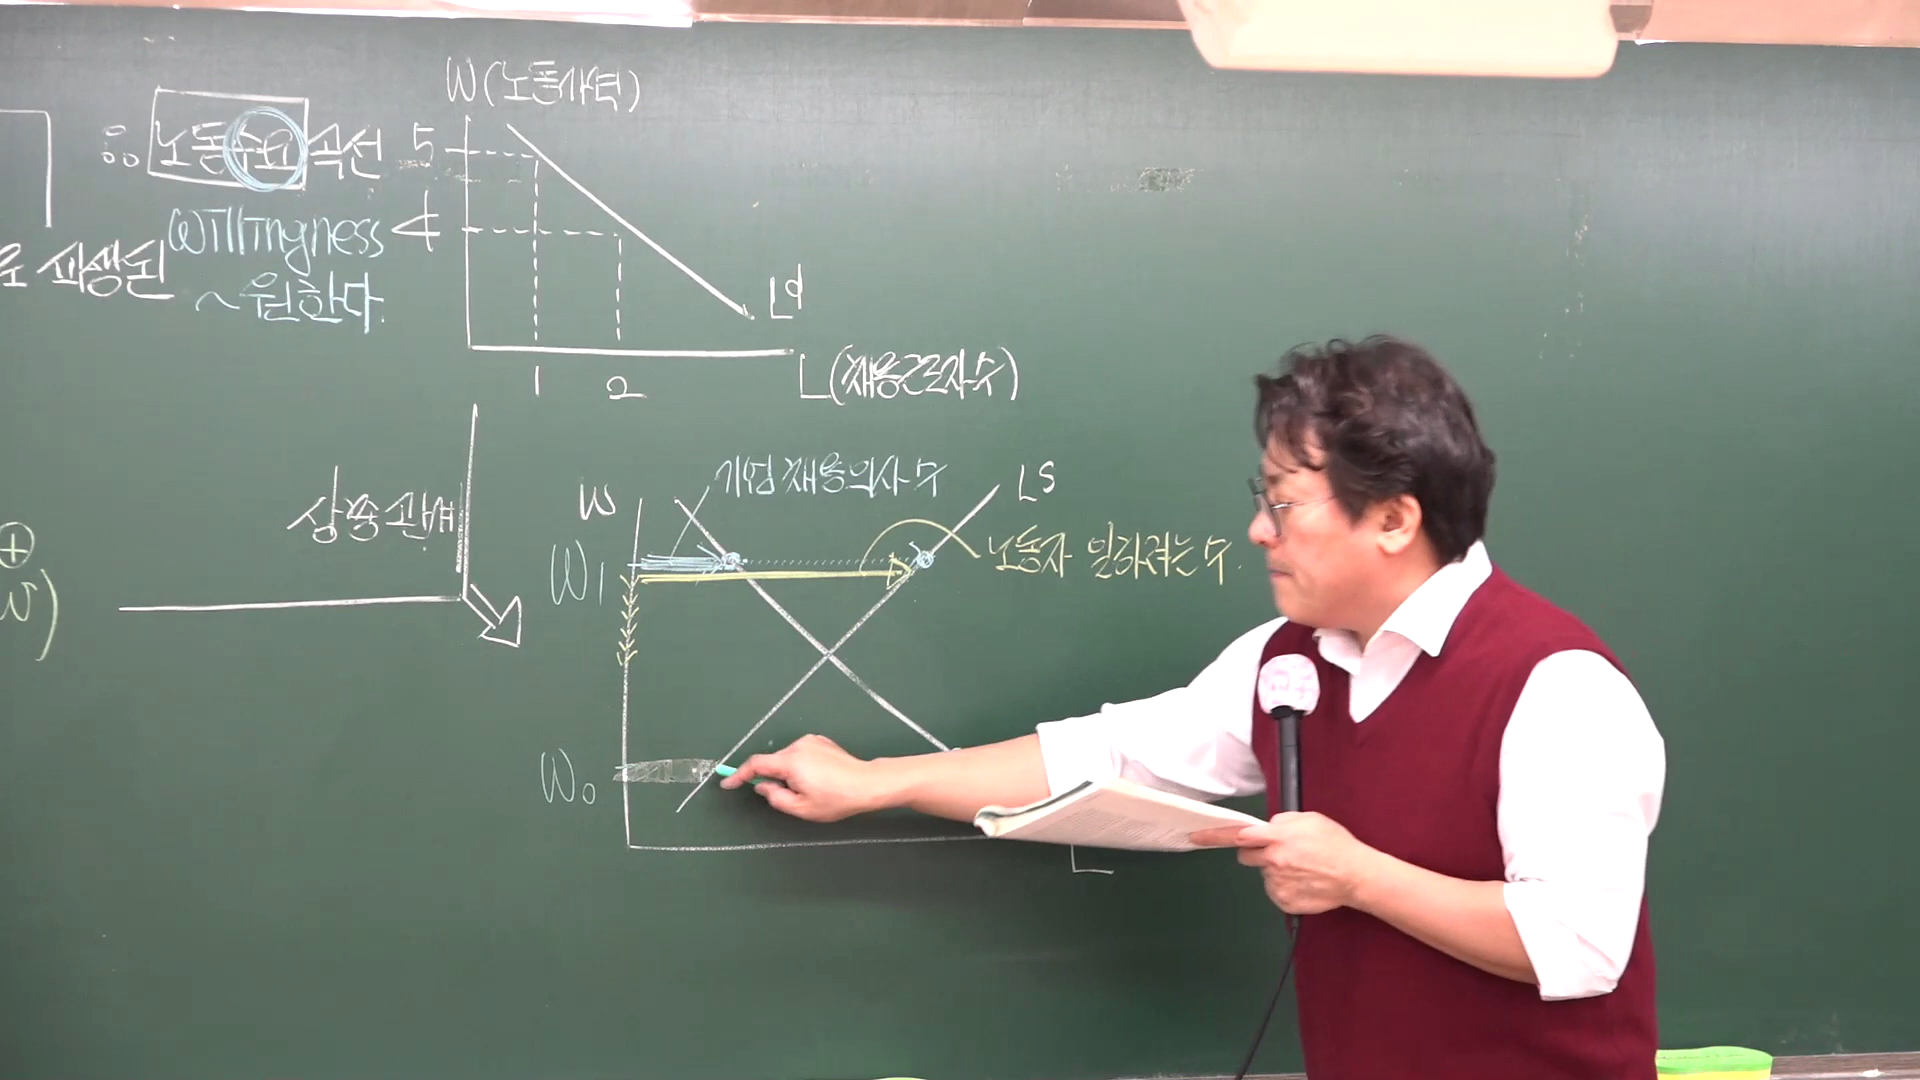 W(노동가격)
∴ 노동수요곡선
5
Willingness
4
로 파생된
~원한다.
L^d
1
2
L(채용근로자수)
기업 채용의사 수
상충관계
W
L^S
노동자 일하려는 수.
W₁
⊕
W)
W₀
L